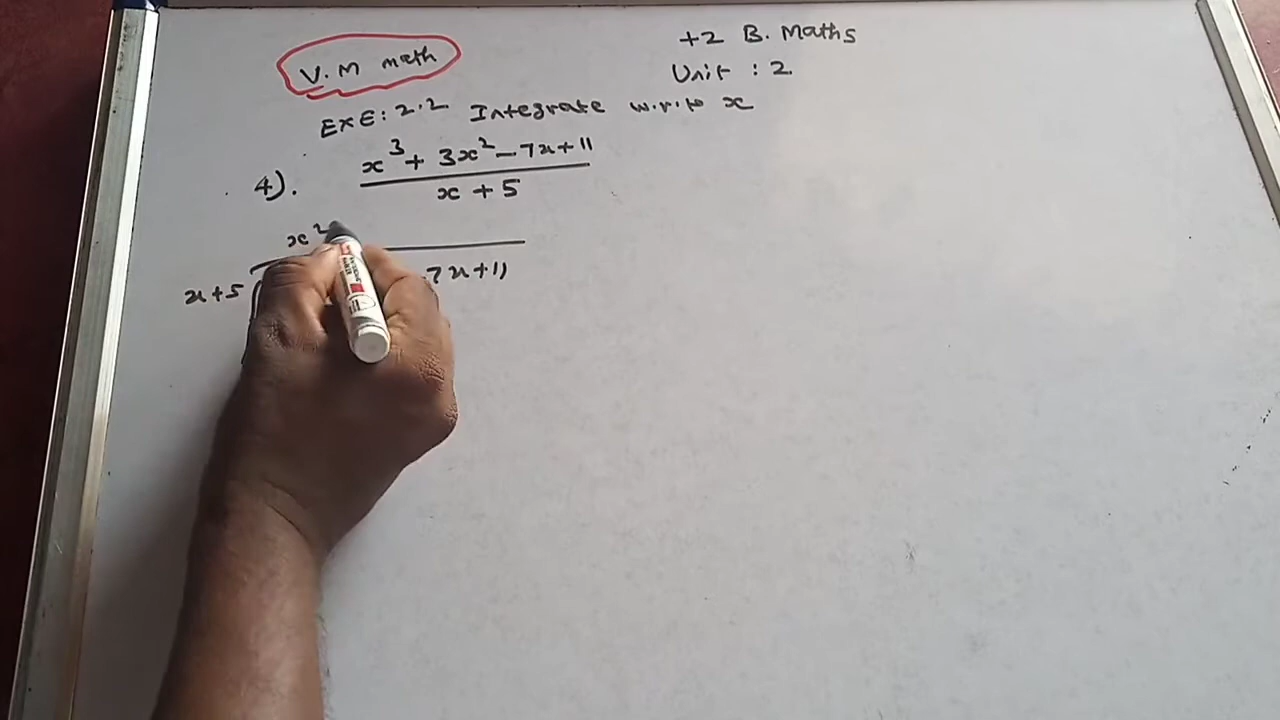 V.M math
+2 B. Maths
Unit : 2
EXE: 2.2 Integrate w.r.to x
4). x³ + 3x² - 7x + 11
x + 5
x²
x+5 7x+11